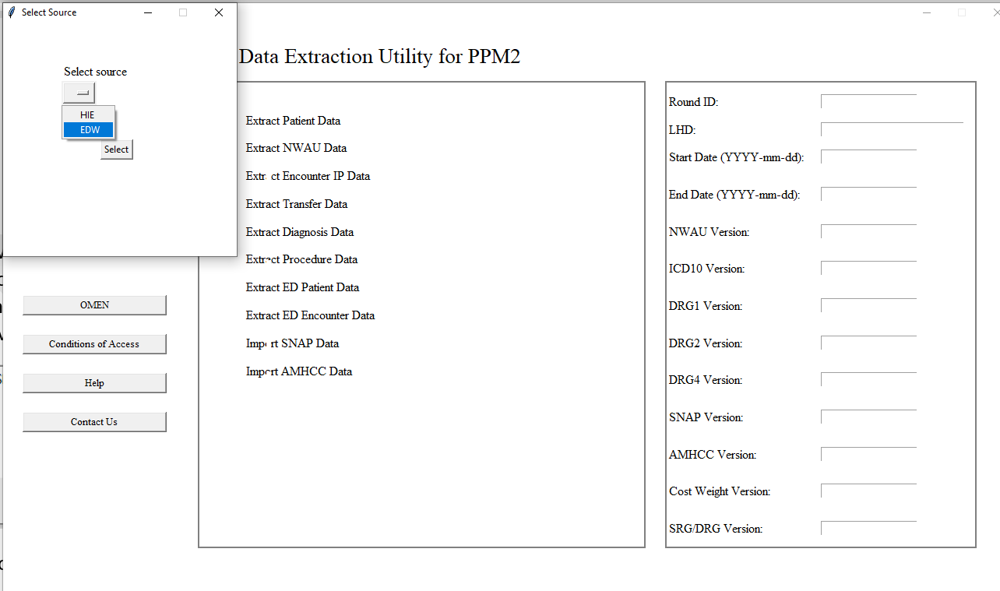 Select Source
Select source
HIE
EDW
Select
Data Extraction Utility for PPM2
Extract Patient Data
Extract NWAU Data
Extract Encounter IP Data
Extract Transfer Data
Extract Diagnosis Data
Extract Procedure Data
Extract ED Patient Data
Extract ED Encounter Data
Import SNAP Data
Import AMHCC Data
OMEN
Conditions of Access
Help
Contact Us
Round ID:
LHD:
Start Date (YYYY-mm-dd):
End Date (YYYY-mm-dd):
NWAU Version:
ICD10 Version:
DRG1 Version:
DRG2 Version:
DRG4 Version:
SNAP Version:
AMHCC Version:
Cost Weight Version:
SRG/DRG Version: